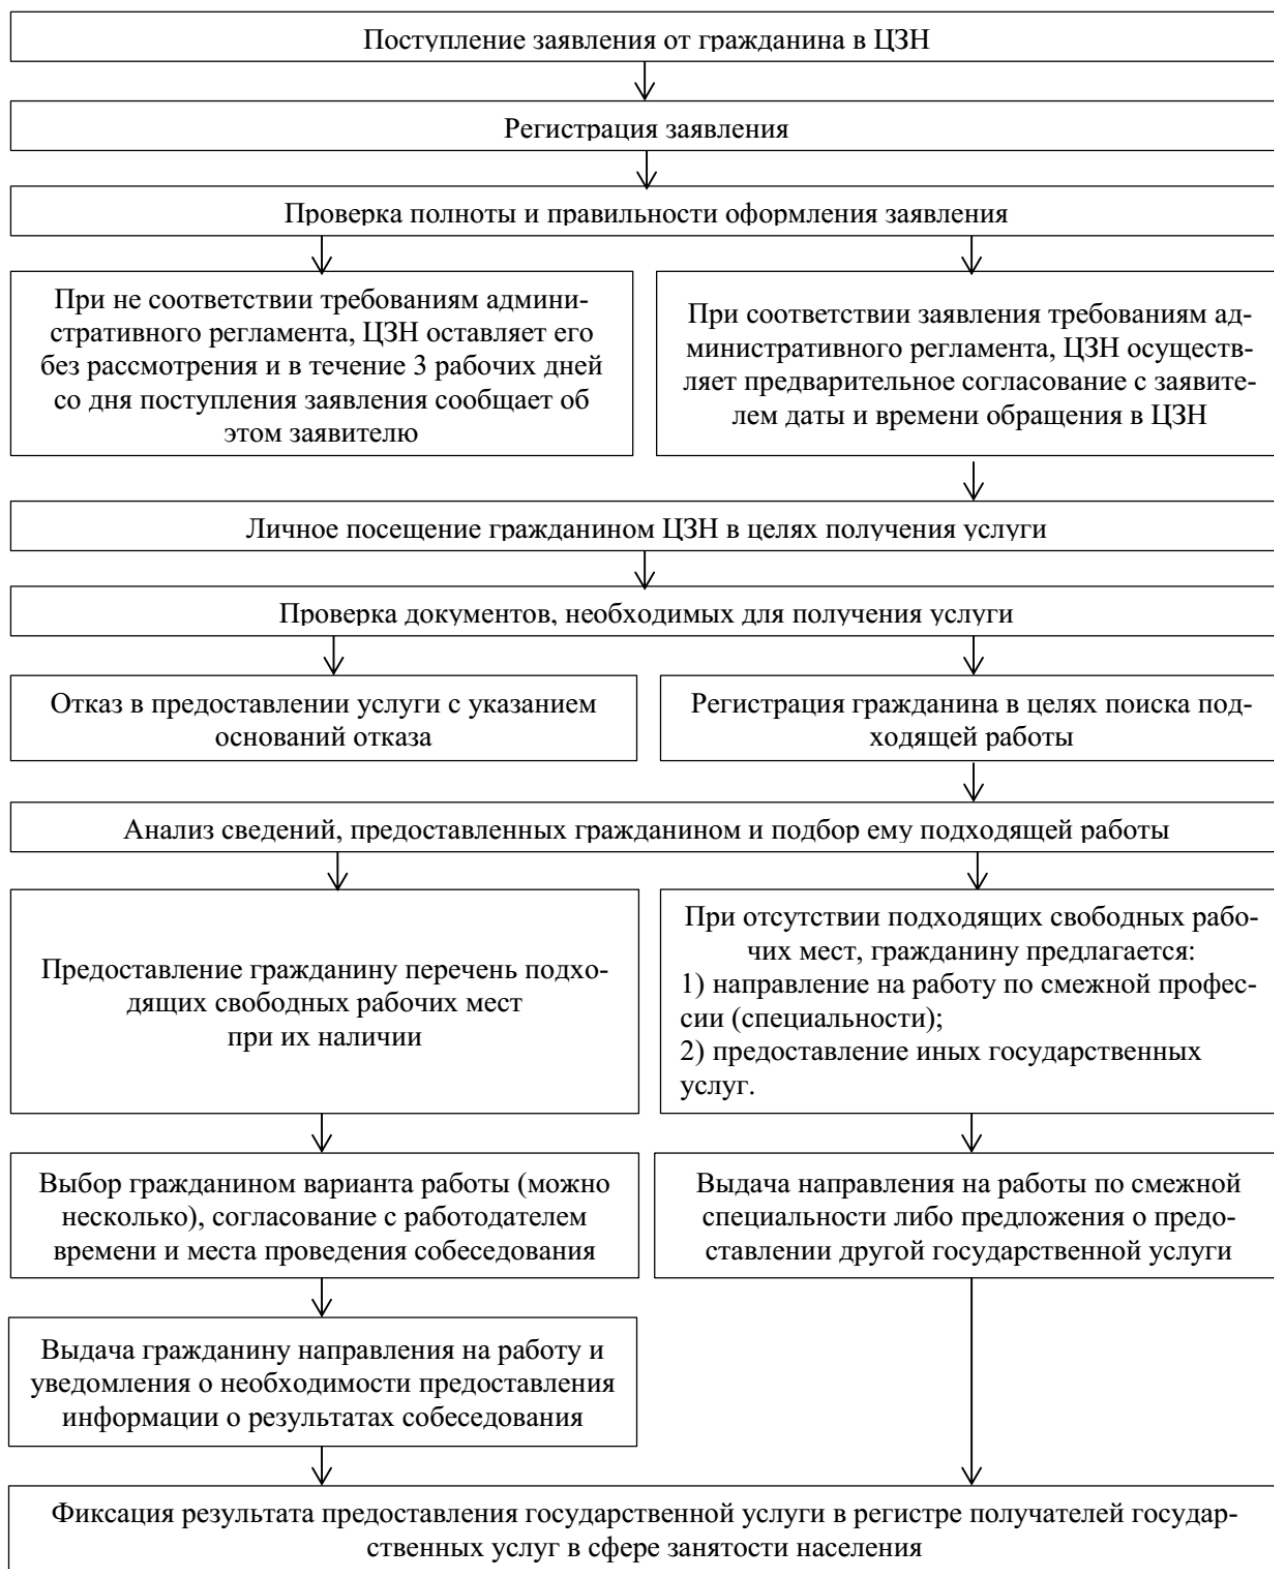 Поступление заявления от гражданина в ЦЗН
Регистрация заявления
Проверка полноты и правильности оформления заявления
При не соответствии требованиям админи-
стративного регламента, ЦЗН оставляет его
без рассмотрения и в течение 3 рабочих дней
со дня поступления заявления сообщает об
этом заявителю
При соответствии заявления требованиям ад-
министративного регламента, ЦЗН осуществ-
ляет предварительное согласование с заявите-
лем даты и времени обращения в ЦЗН
Личное посещение гражданином ЦЗН в целях получения услуги
Проверка документов, необходимых для получения услуги
Отказ в предоставлении услуги с указанием
оснований отказа
Регистрация гражданина в целях поиска под-
ходящей работы
Анализ сведений, предоставленных гражданином и подбор ему подходящей работы
Предоставление гражданину перечень подхо-
дящих свободных рабочих мест
при их наличии
При отсутствии подходящих свободных рабо-
чих мест, гражданину предлагается:
1) направление на работу по смежной профес-
сии (специальности);
2) предоставление иных государственных
услуг.
Выбор гражданином варианта работы (можно
несколько), согласование с работодателем
времени и места проведения собеседования
Выдача направления на работы по смежной
специальности либо предложения о предо-
ставлении другой государственной услуги
Выдача гражданину направления на работу и
уведомления о необходимости предоставления
информации о результатах собеседования
Фиксация результата предоставления государственной услуги в регистре получателей государ-
ственных услуг в сфере занятости населения